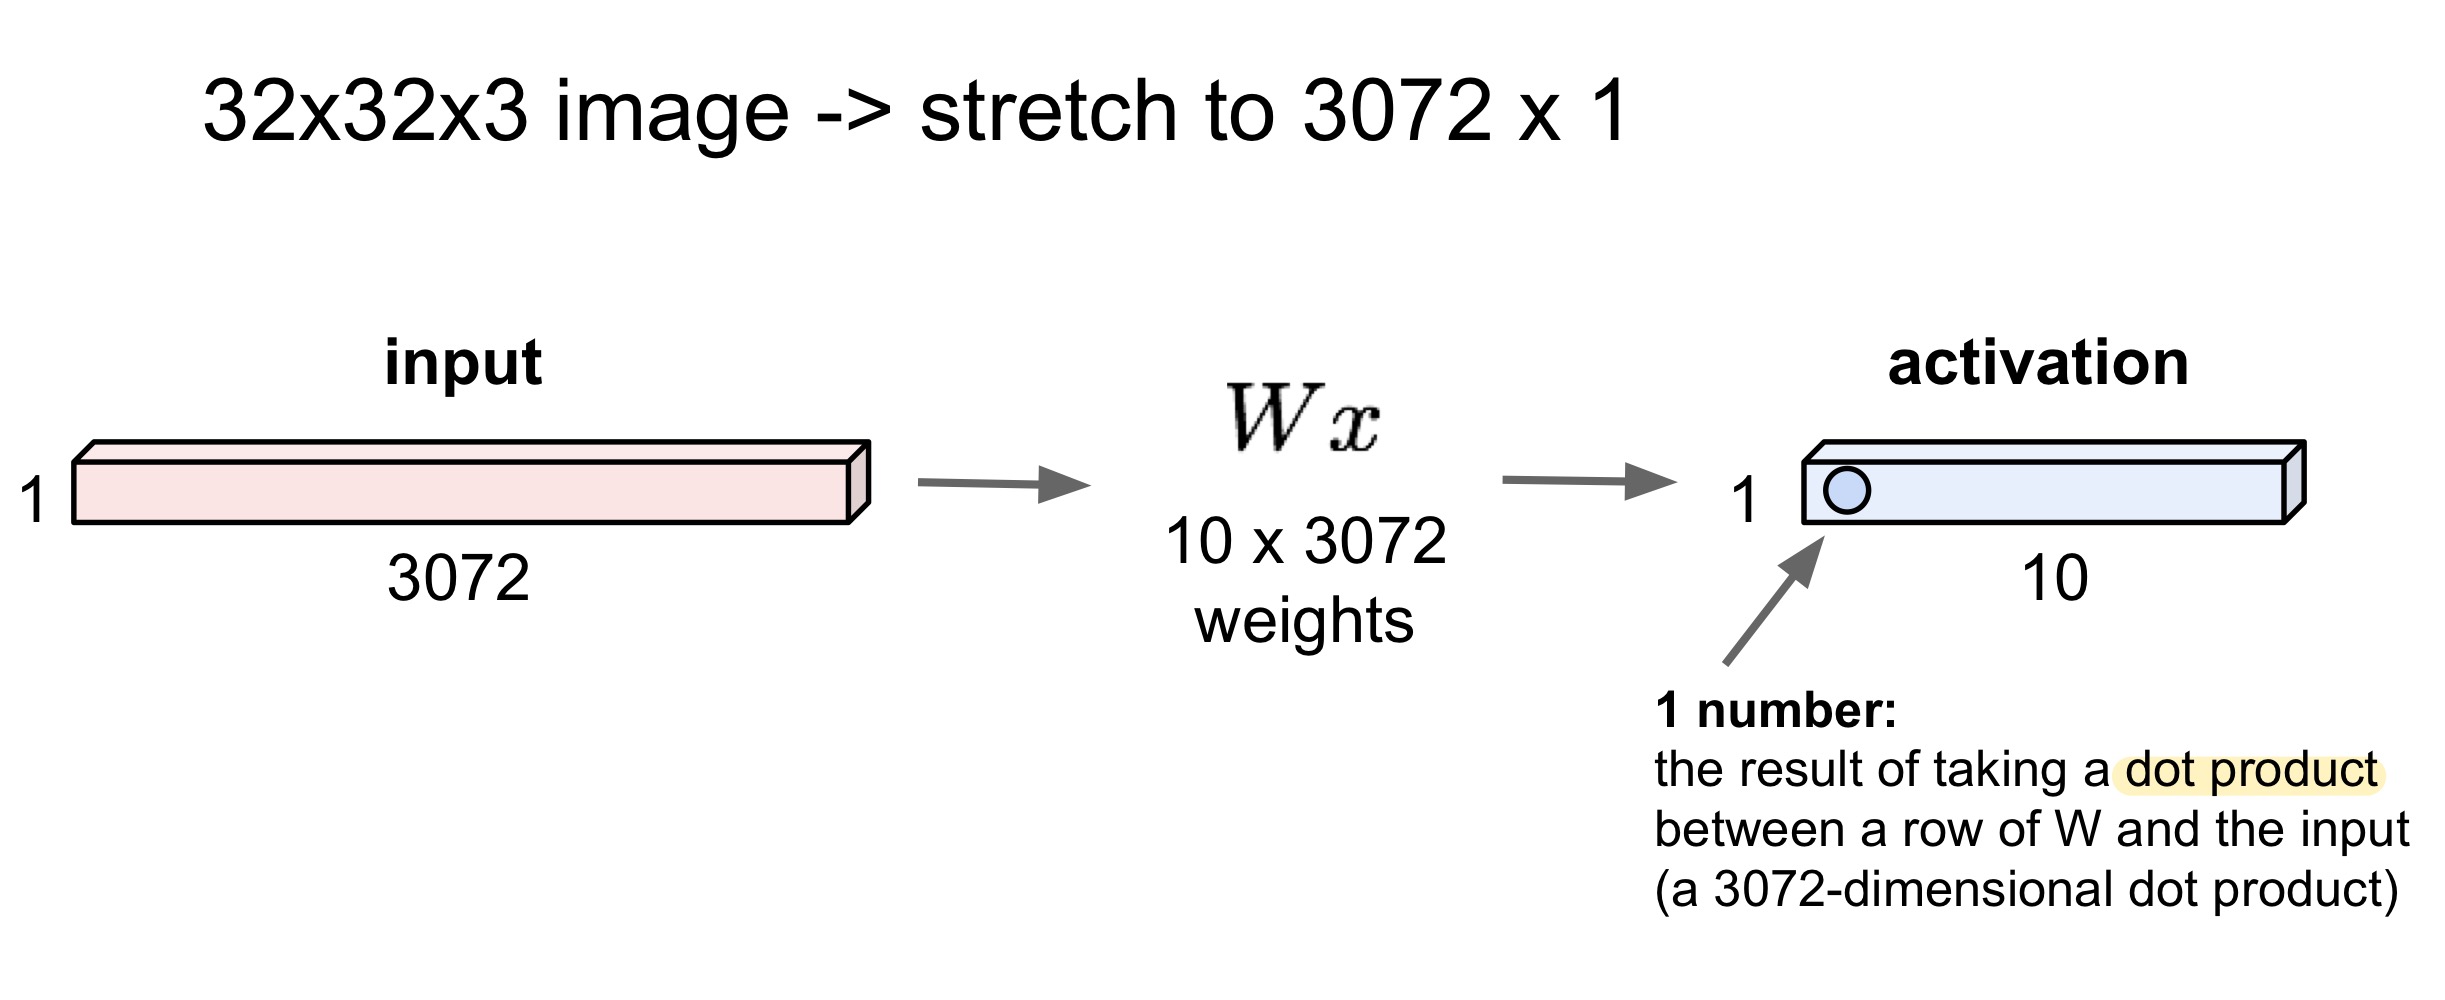 32x32x3 image -> stretch to 3072 x 1
input
1
3072
Wx
10 x 3072
weights
activation
1
10
1 number:
the result of taking a dot product
between a row of W and the input
(a 3072-dimensional dot product)